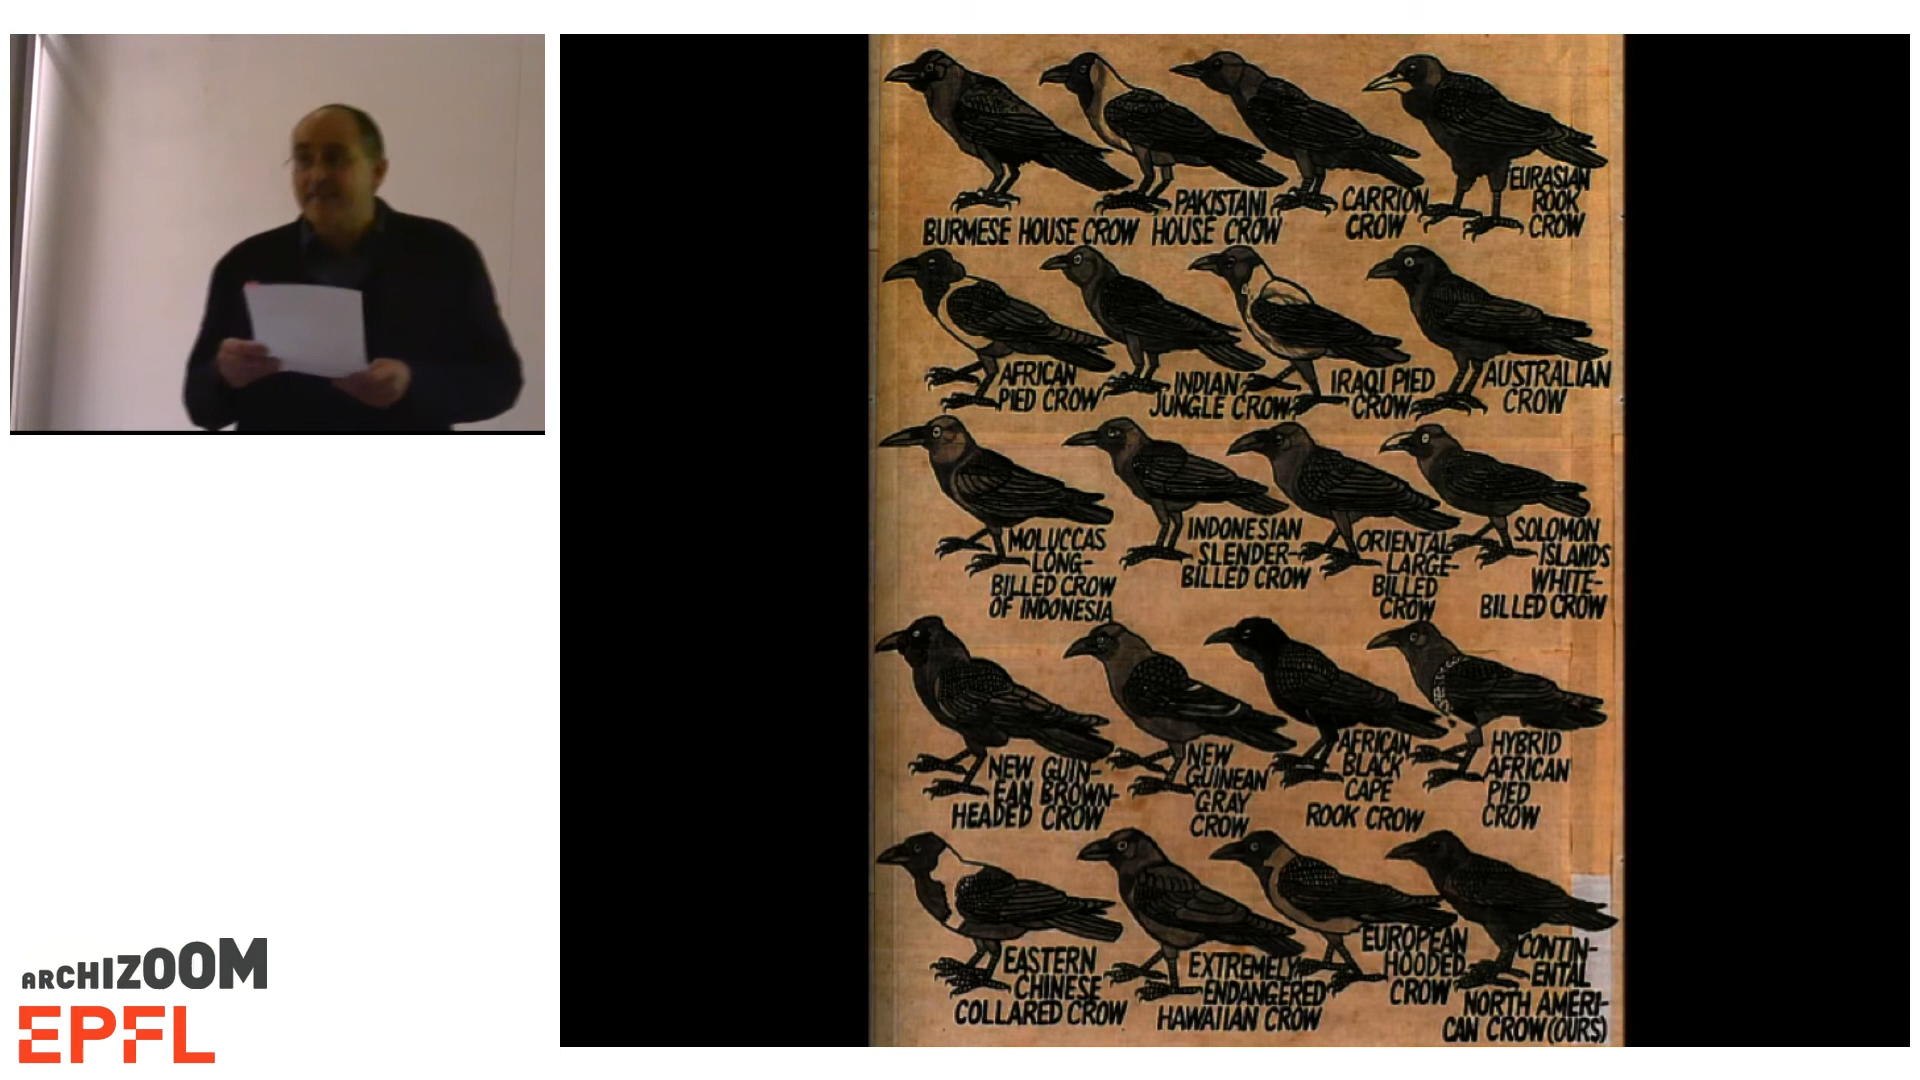 BURMESE HOUSE CROW
PAKISTANI
HOUSE CROW
CARRION
CROW
EURASIAN
ROOK
CROW
AFRICAN
PIED CROW
INDIAN
JUNGLE CROW
IRAQI PIED
CROW
AUSTRALIAN
CROW
MOLUCCAS
LONG-
BILLED CROW
OF INDONESIA
INDONESIAN
SLENDER-
BILLED CROW
ORIENTAL
LARGE-
BILLED
CROW
SOLOMON
ISLANDS
WHITE-
BILLED CROW
NEW GUIN-
EAN BROWN-
HEADED CROW
NEW
GUINEAN
GRAY
CROW
AFRICAN
BLACK
CAPE
ROOK CROW
HYBRID
AFRICAN
PIED
CROW
EASTERN
CHINESE
COLLARED CROW
EXTREMELY
ENDANGERED
HAWAIIAN CROW
EUROPEAN
HOODED
CROW
CONTIN-
ENTAL
NORTH AMERI-
CAN CROW (OURS)
ARCHIZOOM
EPFL